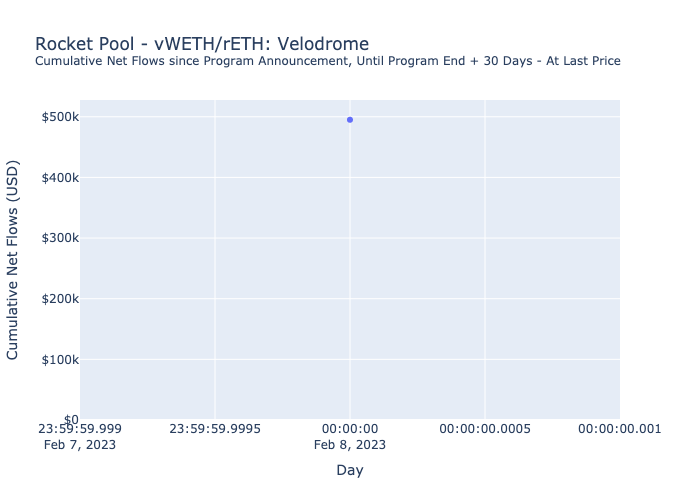 Rocket Pool - vWETH/rETH: Velodrome
Cumulative Net Flows since Program Announcement, Until Program End + 30 Days - At Last Price
Cumulative Net Flows (USD)
$500k
$400k
$300k
$200k
$100k
$0
23:59:59.999 23:59:59.9995 00:00:00 00:00:00.0005 00:00:00.001
Feb 7, 2023 Feb 8, 2023
Day